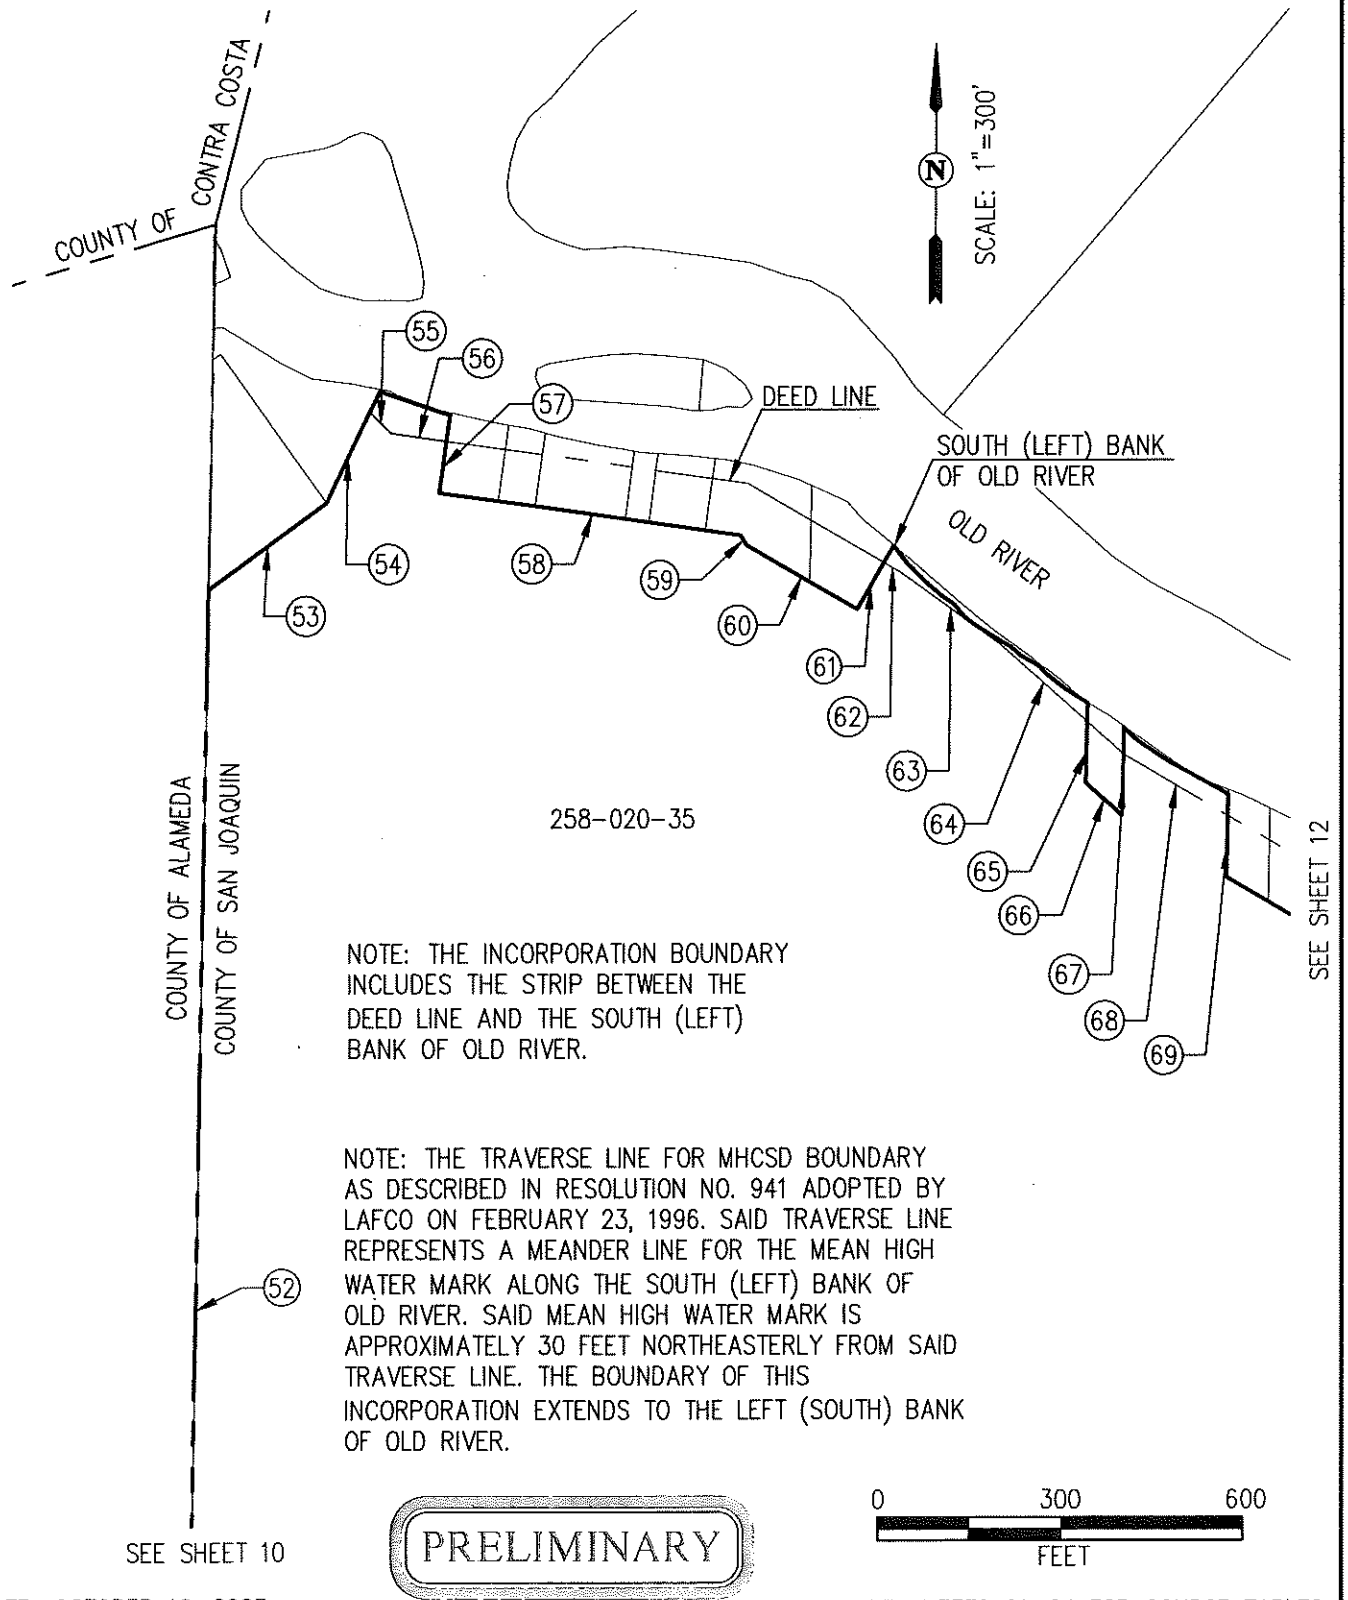 COUNTY OF CONTRA COSTA
N
SCALE: 1"=300'
55
56
57
DEED LINE
SOUTH (LEFT) BANK
OF OLD RIVER
OLD RIVER
53
54
58
59
60
61
62
63
64
65
66
67
68
69
258-020-35
COUNTY OF ALAMEDA
COUNTY OF SAN JOAQUIN
SEE SHEET 12
NOTE: THE INCORPORATION BOUNDARY
INCLUDES THE STRIP BETWEEN THE
DEED LINE AND THE SOUTH (LEFT)
BANK OF OLD RIVER.
NOTE: THE TRAVERSE LINE FOR MHCSD BOUNDARY
AS DESCRIBED IN RESOLUTION NO. 941 ADOPTED BY
LAFCO ON FEBRUARY 23, 1996. SAID TRAVERSE LINE
REPRESENTS A MEANDER LINE FOR THE MEAN HIGH
WATER MARK ALONG THE SOUTH (LEFT) BANK OF
OLD RIVER. SAID MEAN HIGH WATER MARK IS
APPROXIMATELY 30 FEET NORTHEASTERLY FROM SAID
TRAVERSE LINE. THE BOUNDARY OF THIS
INCORPORATION EXTENDS TO THE LEFT (SOUTH) BANK
OF OLD RIVER.
52
SEE SHEET 10
PRELIMINARY
0 300 600
FEET